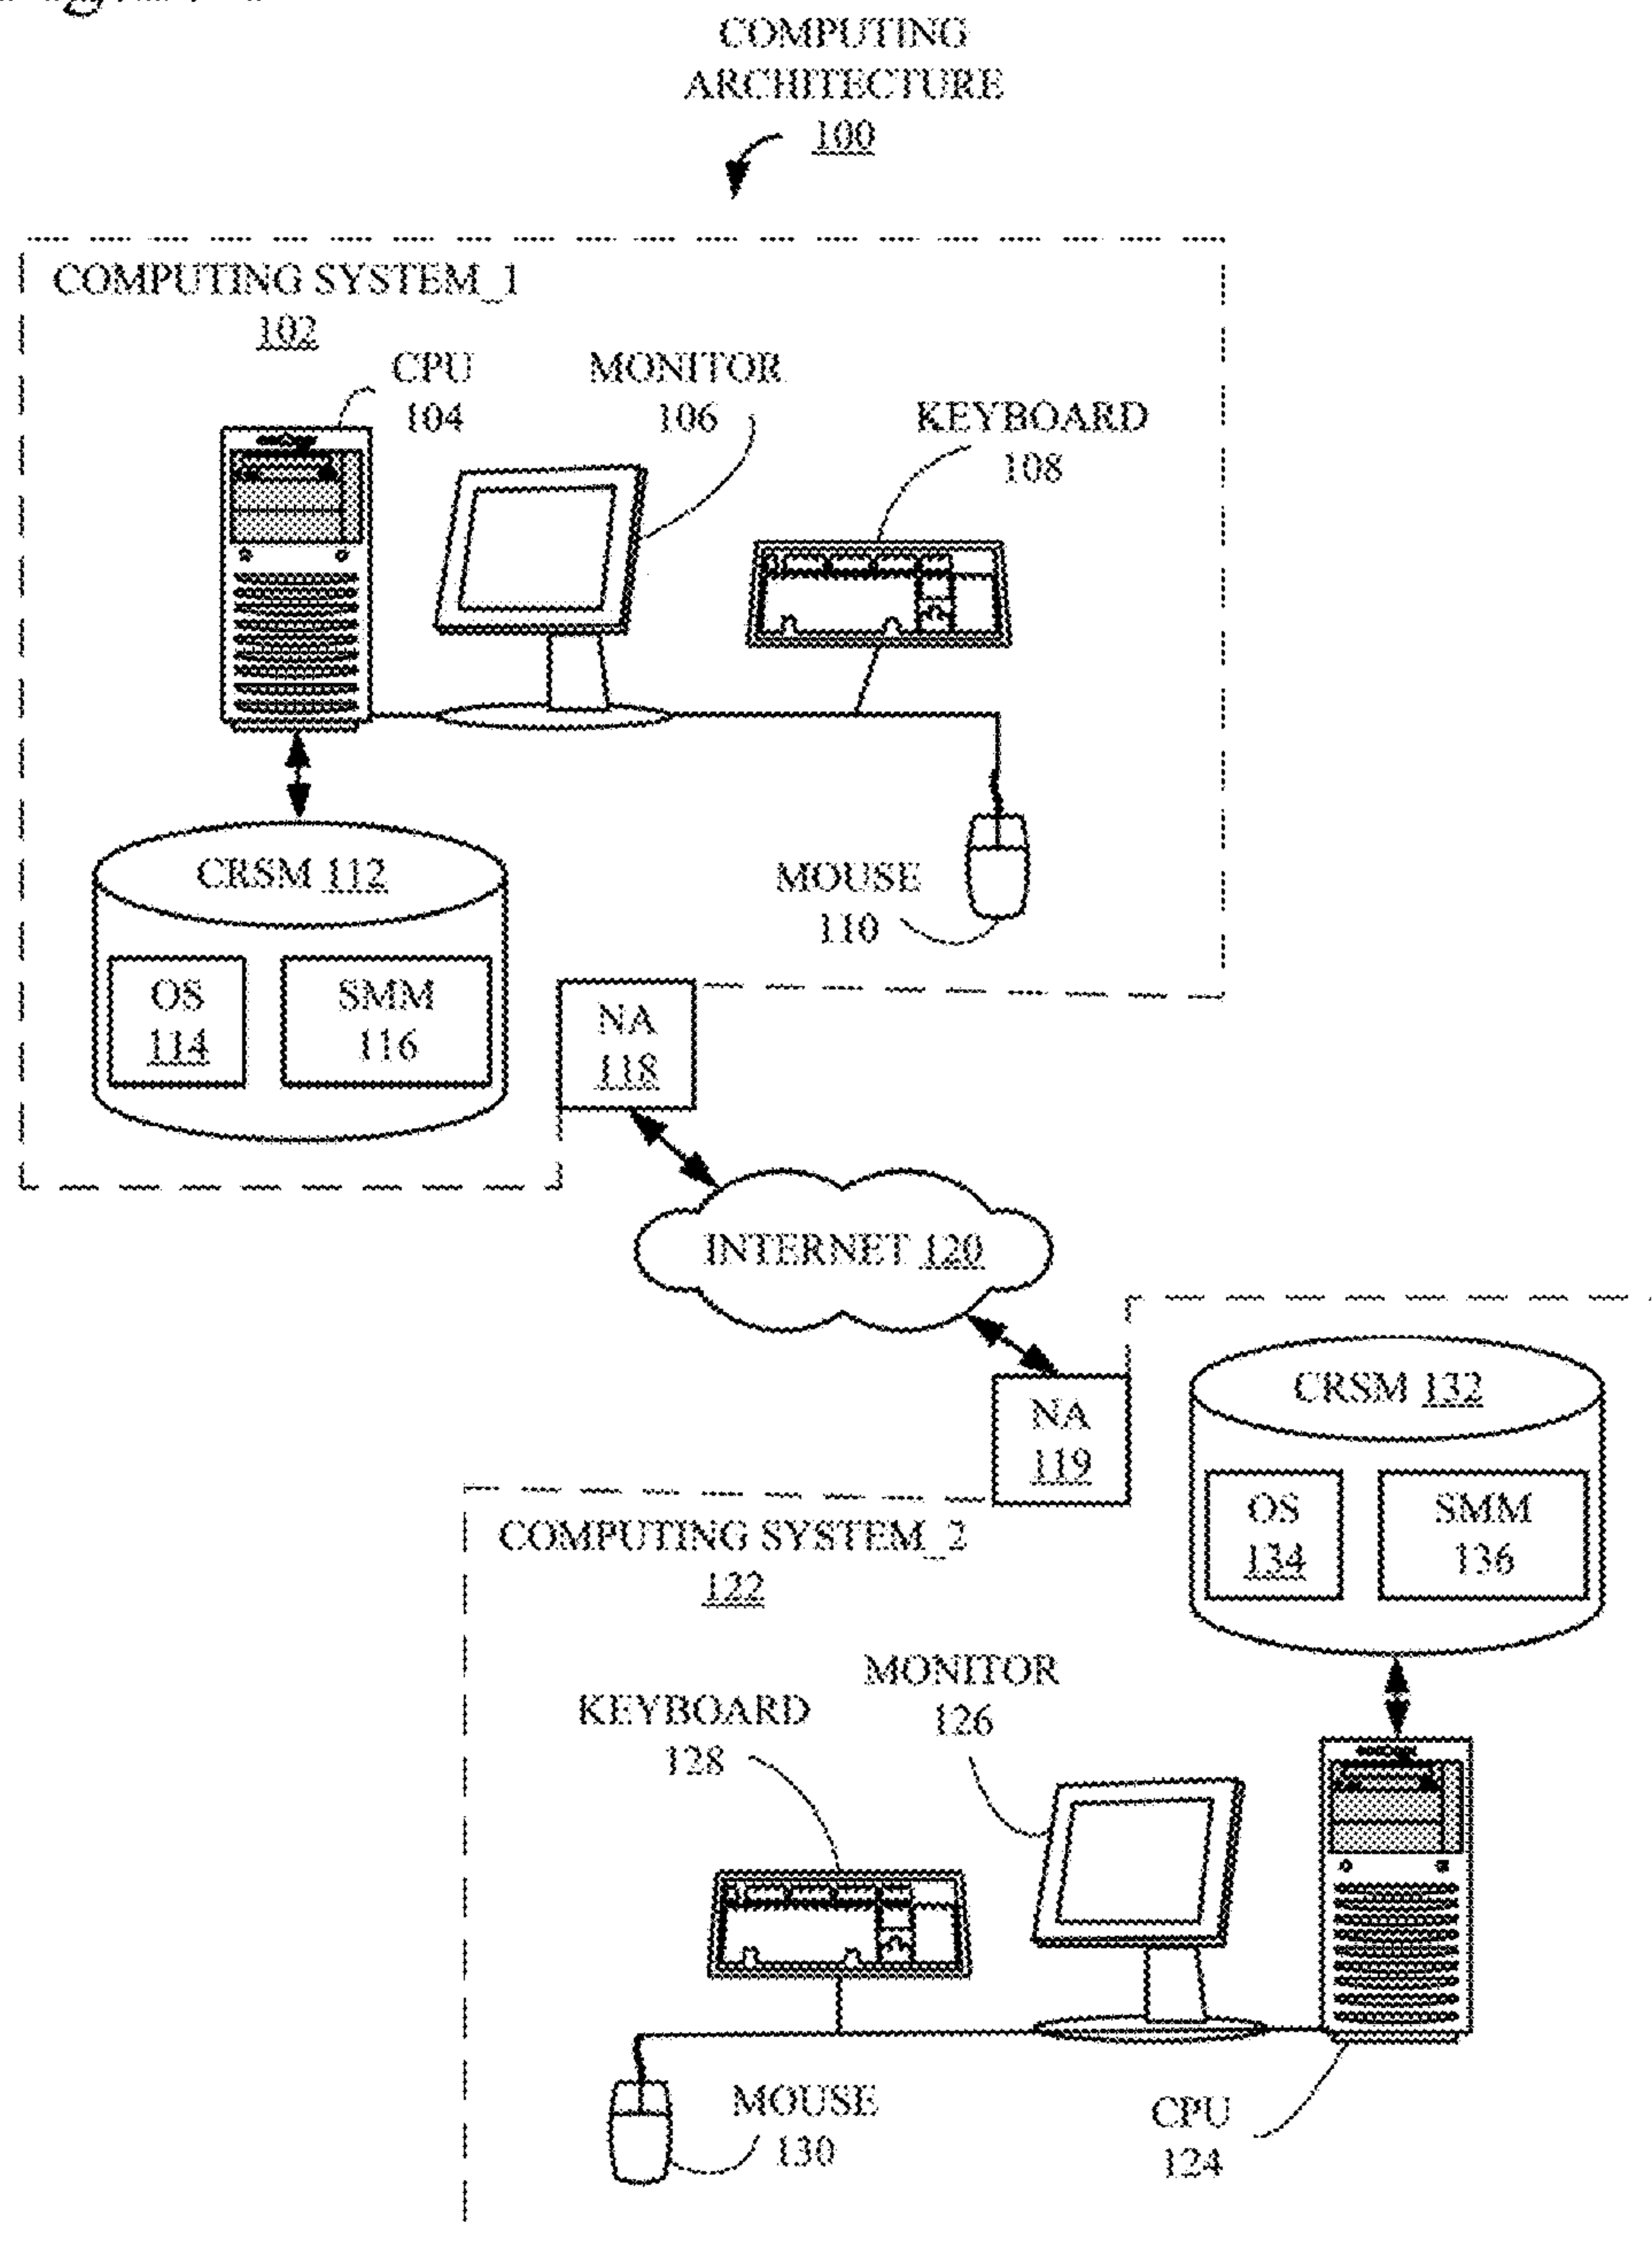 COMPUTING
ARCHITECTURE
100
COMPUTING SYSTEM_1
102
CPU
104
MONITOR
106
KEYBOARD
108
MOUSE
110
CRSM 112
OS
114
SMM
116
NA
118
INTERNET 120
NA
119
CRSM 132
OS
134
SMM
136
COMPUTING SYSTEM_2
122
MONITOR
126
KEYBOARD
128
MOUSE
130
CPU
124